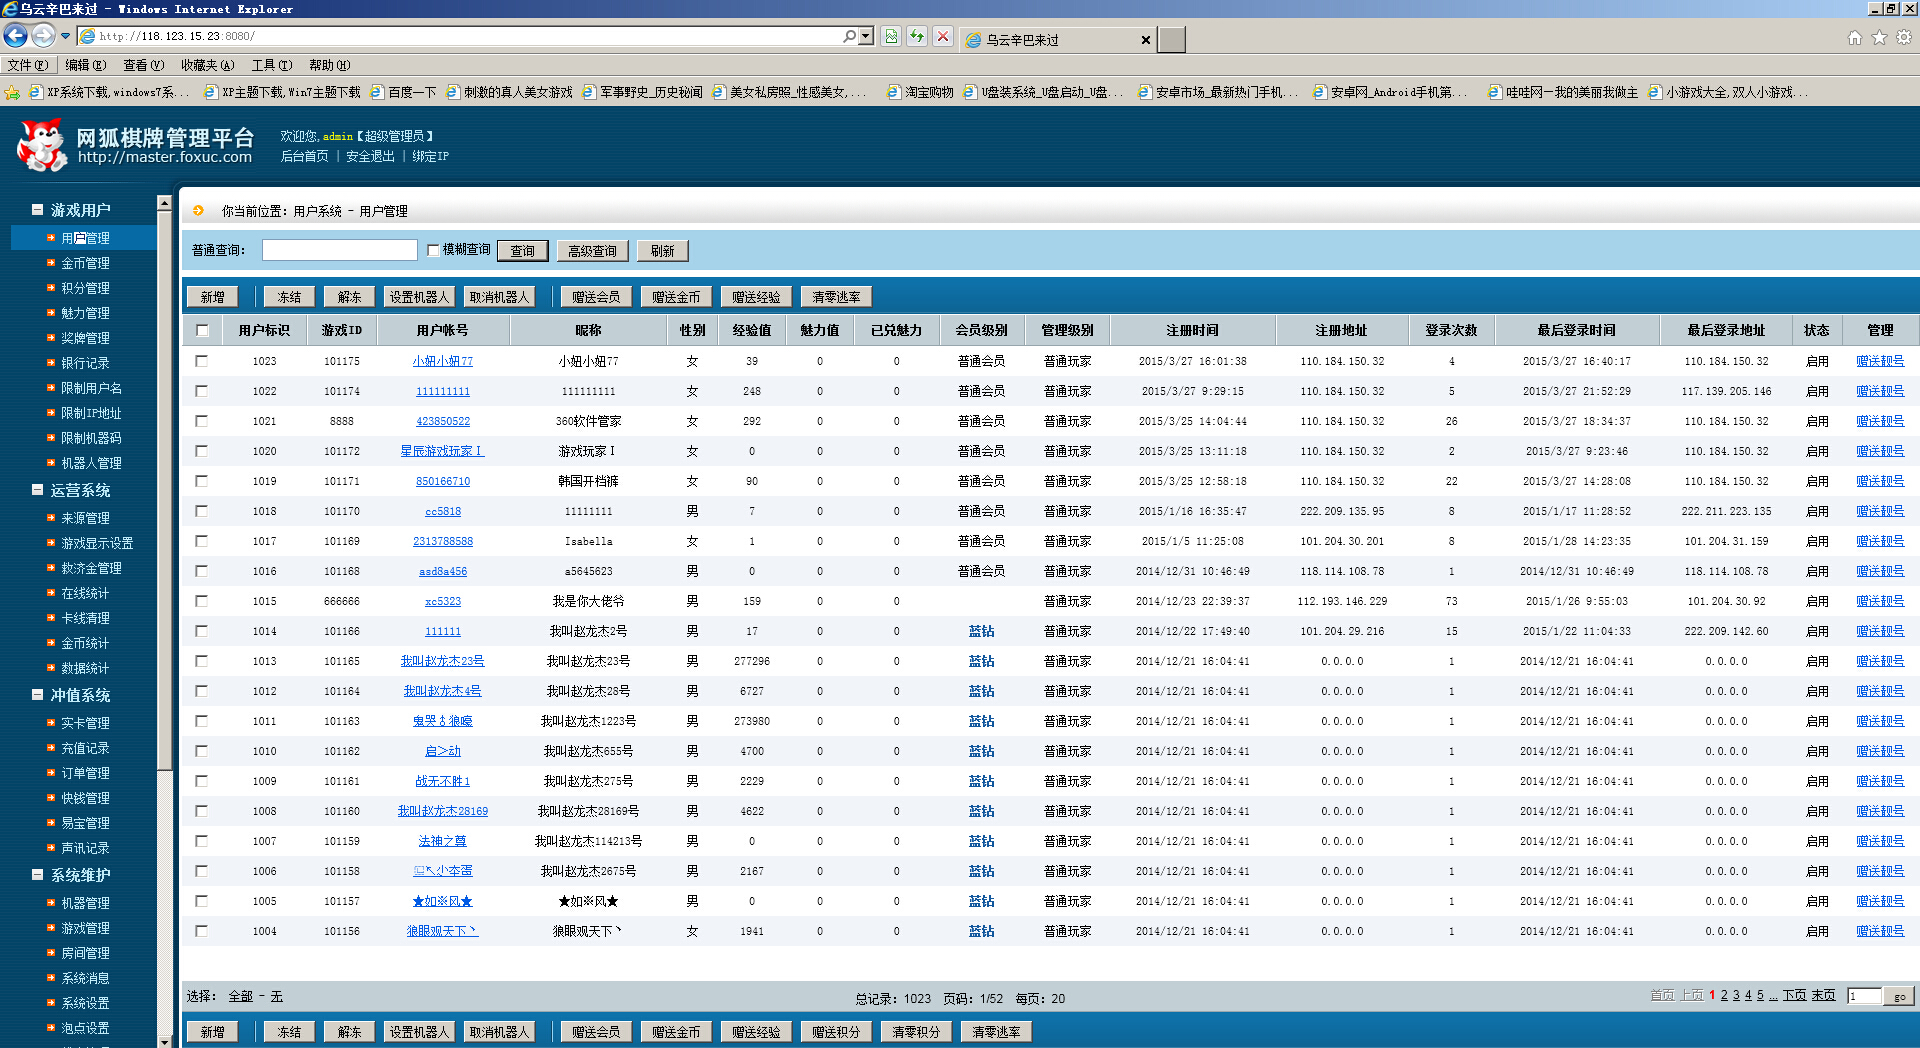 乌云辛巴来过 - Windows Internet Explorer
http://118.123.15.23:8080/
乌云辛巴来过
文件(F) 编辑(E) 查看(V) 收藏夹(A) 工具(T) 帮助(H)
XP系统下载,windows7系... XP主题下载,Win7主题下载 百度一下 刺激的真人美女游戏 军事野史_历史秘闻 美女私房照_性感美女,... 淘宝购物 U盘装系统_U盘启动_U盘... 安卓市场_最新热门手机... 安卓网_Android手机第... 哇哇网—我的美丽我做主 小游戏大全,双人小游戏...
网狐棋牌管理平台
http://master.foxuc.com
欢迎您,admin【超级管理员】
后台首页 | 安全退出 | 绑定IP
游戏用户
用户管理
金币管理
积分管理
魅力管理
奖牌管理
银行记录
限制用户名
限制IP地址
限制机器码
机器人管理
运营系统
来源管理
游戏显示设置
救济金管理
在线统计
卡线清理
金币统计
数据统计
冲值系统
实卡管理
充值记录
订单管理
快钱管理
易宝管理
声讯记录
系统维护
机器管理
游戏管理
房间管理
系统消息
系统设置
泡点设置
你当前位置：用户系统 - 用户管理
普通查询： 模糊查询 查询 高级查询 刷新
新增 冻结 解冻 设置机器人 取消机器人 赠送会员 赠送金币 赠送经验 清零逃率
用户标识 游戏ID 用户帐号 昵称 性别 经验值 魅力值 已兑魅力 会员级别 管理级别 注册时间 注册地址 登录次数 最后登录时间 最后登录地址 状态 管理
1023 101175 小妞小妞77 小妞小妞77 女 39 0 0 普通会员 普通玩家 2015/3/27 16:01:38 110.184.150.32 4 2015/3/27 16:40:17 110.184.150.32 启用 赠送靓号
1022 101174 111111111 111111111 女 248 0 0 普通会员 普通玩家 2015/3/27 9:29:15 110.184.150.32 5 2015/3/27 21:52:29 117.139.205.146 启用 赠送靓号
1021 8888 423850522 360软件管家 女 292 0 0 普通会员 普通玩家 2015/3/25 14:04:44 110.184.150.32 26 2015/3/27 18:34:37 110.184.150.32 启用 赠送靓号
1020 101172 星辰游戏玩家Ⅰ 游戏玩家Ⅰ 女 0 0 0 普通会员 普通玩家 2015/3/25 13:11:18 110.184.150.32 2 2015/3/27 9:23:46 110.184.150.32 启用 赠送靓号
1019 101171 850166710 韩国开档裤 女 90 0 0 普通会员 普通玩家 2015/3/25 12:58:18 110.184.150.32 22 2015/3/27 14:28:08 110.184.150.32 启用 赠送靓号
1018 101170 cc5818 11111111 男 7 0 0 普通会员 普通玩家 2015/1/16 16:35:47 222.209.135.95 8 2015/1/17 11:28:52 222.211.223.135 启用 赠送靓号
1017 101169 2313788588 Isabella 女 1 0 0 普通会员 普通玩家 2015/1/5 11:25:08 101.204.30.201 8 2015/1/28 14:23:35 101.204.31.159 启用 赠送靓号
1016 101168 asd8a456 a5645623 男 0 0 0 普通会员 普通玩家 2014/12/31 10:46:49 118.114.108.78 1 2014/12/31 10:46:49 118.114.108.78 启用 赠送靓号
1015 666666 xc5323 我是你大佬爷 男 159 0 0 普通玩家 2014/12/23 22:39:37 112.193.146.229 73 2015/1/26 9:55:03 101.204.30.92 启用 赠送靓号
1014 101166 111111 我叫赵龙杰2号 男 17 0 0 蓝钻 普通玩家 2014/12/22 17:49:40 101.204.29.216 15 2015/1/22 11:04:33 222.209.142.60 启用 赠送靓号
1013 101165 我叫赵龙杰23号 我叫赵龙杰23号 男 277296 0 0 蓝钻 普通玩家 2014/12/21 16:04:41 0.0.0.0 1 2014/12/21 16:04:41 0.0.0.0 启用 赠送靓号
1012 101164 我叫赵龙杰4号 我叫赵龙杰28号 男 6727 0 0 蓝钻 普通玩家 2014/12/21 16:04:41 0.0.0.0 1 2014/12/21 16:04:41 0.0.0.0 启用 赠送靓号
1011 101163 鬼哭♂狼嚎 我叫赵龙杰1223号 男 273980 0 0 蓝钻 普通玩家 2014/12/21 16:04:41 0.0.0.0 1 2014/12/21 16:04:41 0.0.0.0 启用 赠送靓号
1010 101162 启＞动 我叫赵龙杰655号 男 4700 0 0 蓝钻 普通玩家 2014/12/21 16:04:41 0.0.0.0 1 2014/12/21 16:04:41 0.0.0.0 启用 赠送靓号
1009 101161 战无不胜1 我叫赵龙杰275号 男 2229 0 0 蓝钻 普通玩家 2014/12/21 16:04:41 0.0.0.0 1 2014/12/21 16:04:41 0.0.0.0 启用 赠送靓号
1008 101160 我叫赵龙杰28169 我叫赵龙杰28169号 男 4622 0 0 蓝钻 普通玩家 2014/12/21 16:04:41 0.0.0.0 1 2014/12/21 16:04:41 0.0.0.0 启用 赠送靓号
1007 101159 法神之尊 我叫赵龙杰114213号 男 0 0 0 蓝钻 普通玩家 2014/12/21 16:04:41 0.0.0.0 1 2014/12/21 16:04:41 0.0.0.0 启用 赠送靓号
1006 101158 我叫赵龙杰2675号 男 2167 0 0 蓝钻 普通玩家 2014/12/21 16:04:41 0.0.0.0 1 2014/12/21 16:04:41 0.0.0.0 启用 赠送靓号
1005 101157 ★如※风★ ★如※风★ 男 0 0 0 蓝钻 普通玩家 2014/12/21 16:04:41 0.0.0.0 1 2014/12/21 16:04:41 0.0.0.0 启用 赠送靓号
1004 101156 狼眼观天下丶 狼眼观天下丶 女 1941 0 0 蓝钻 普通玩家 2014/12/21 16:04:41 0.0.0.0 1 2014/12/21 16:04:41 0.0.0.0 启用 赠送靓号
选择： 全部 - 无 总记录：1023 页码：1/52 每页：20 首页 上页 1 2 3 4 5 ... 下页 末页 1 go
新增 冻结 解冻 设置机器人 取消机器人 赠送会员 赠送金币 赠送经验 赠送积分 清零积分 清零逃率